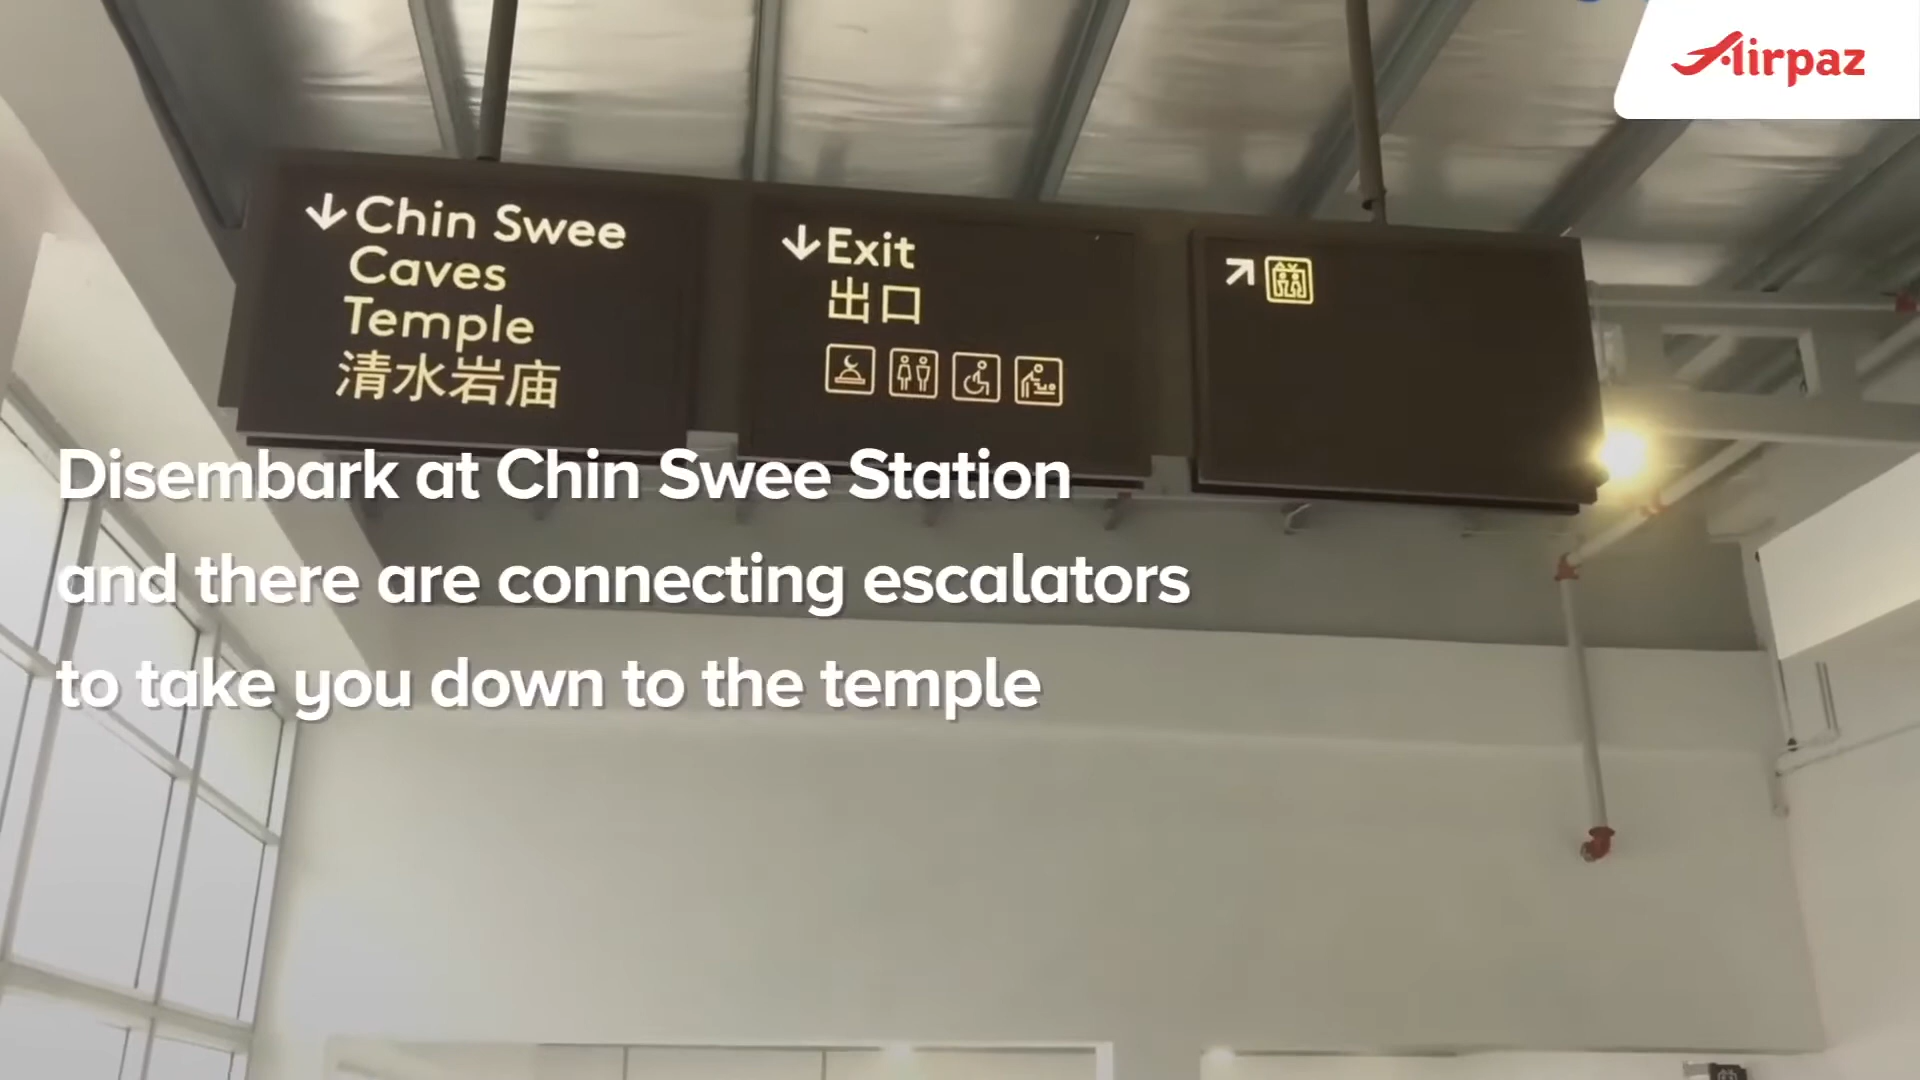 Airpaz
Chin Swee
Caves
Temple
清水岩庙
Exit
出口
Disembark at Chin Swee Station
and there are connecting escalators
to take you down to the temple